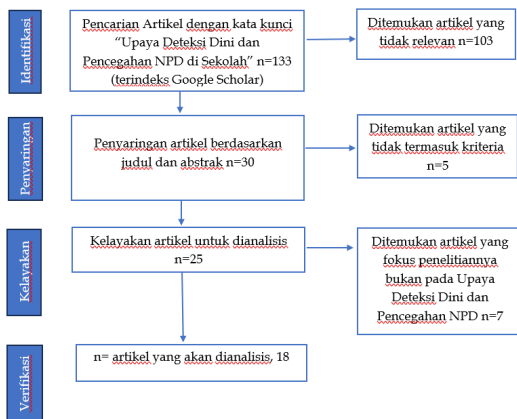 Identifikasi
Pencarian Artikel dengan kata kunci
“Upaya Deteksi Dini dan
Pencegahan NPD di Sekolah” n=133
(terindeks Google Scholar)
Ditemukan artikel yang
tidak relevan n=103
Penyaringan
Penyaringan artikel berdasarkan
judul dan abstrak n=30
Ditemukan artikel yang
tidak termasuk kriteria
n=5
Kelayakan
Kelayakan artikel untuk dianalisis
n=25
Ditemukan artikel yang
fokus penelitiannya
bukan pada Upaya
Deteksi Dini dan
Pencegahan NPD n=7
Verifikasi
n= artikel yang akan dianalisis, 18